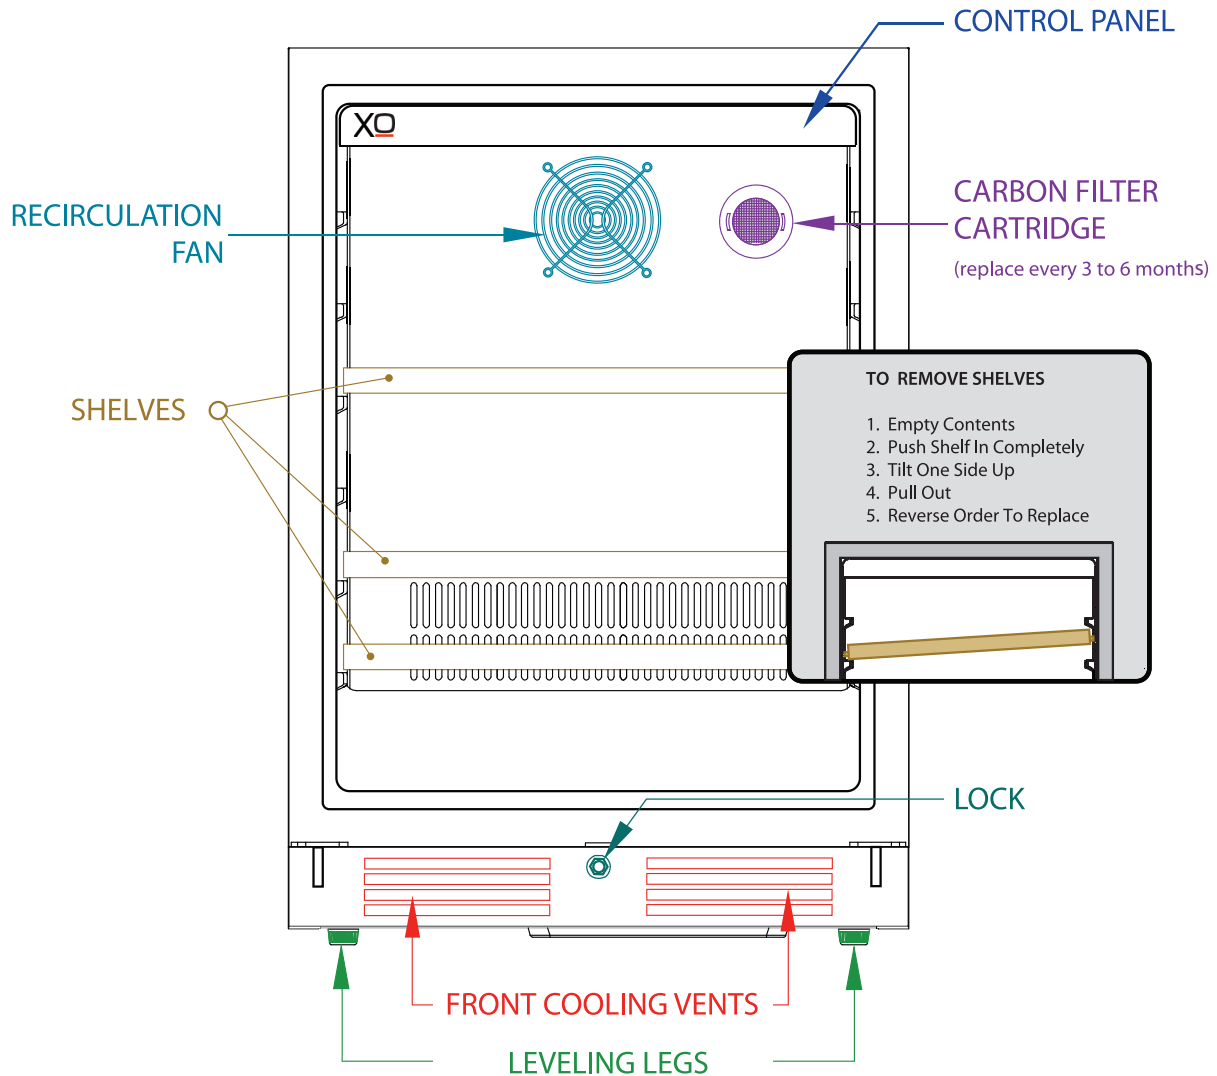 CONTROL PANEL
XO
RECIRCULATION
FAN
CARBON FILTER
CARTRIDGE
(replace every 3 to 6 months)
SHELVES
TO REMOVE SHELVES
1. Empty Contents
2. Push Shelf In Completely
3. Tilt One Side Up
4. Pull Out
5. Reverse Order To Replace
LOCK
FRONT COOLING VENTS
LEVELING LEGS